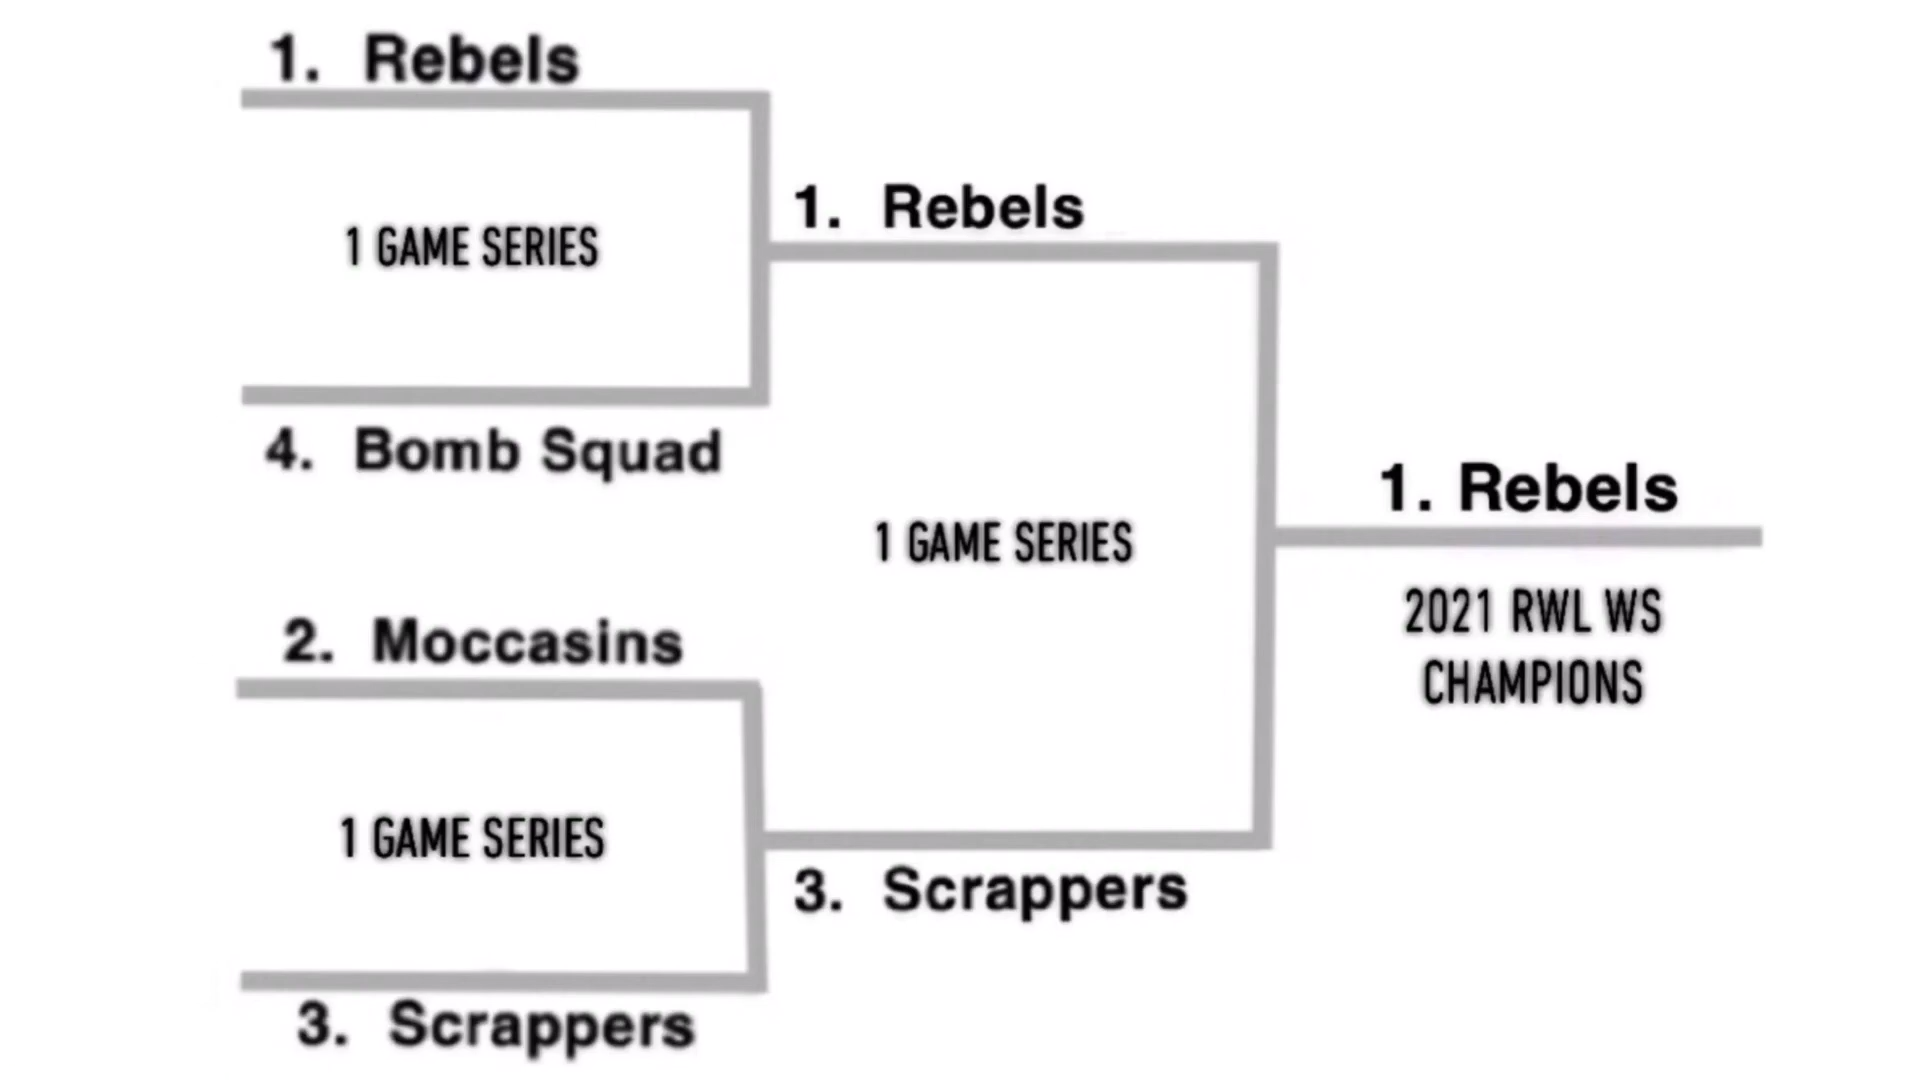 1. Rebels
1 GAME SERIES
4. Bomb Squad
1. Rebels
1 GAME SERIES
2. Moccasins
1 GAME SERIES
3. Scrappers
3. Scrappers
1. Rebels
2021 RWL WS
CHAMPIONS